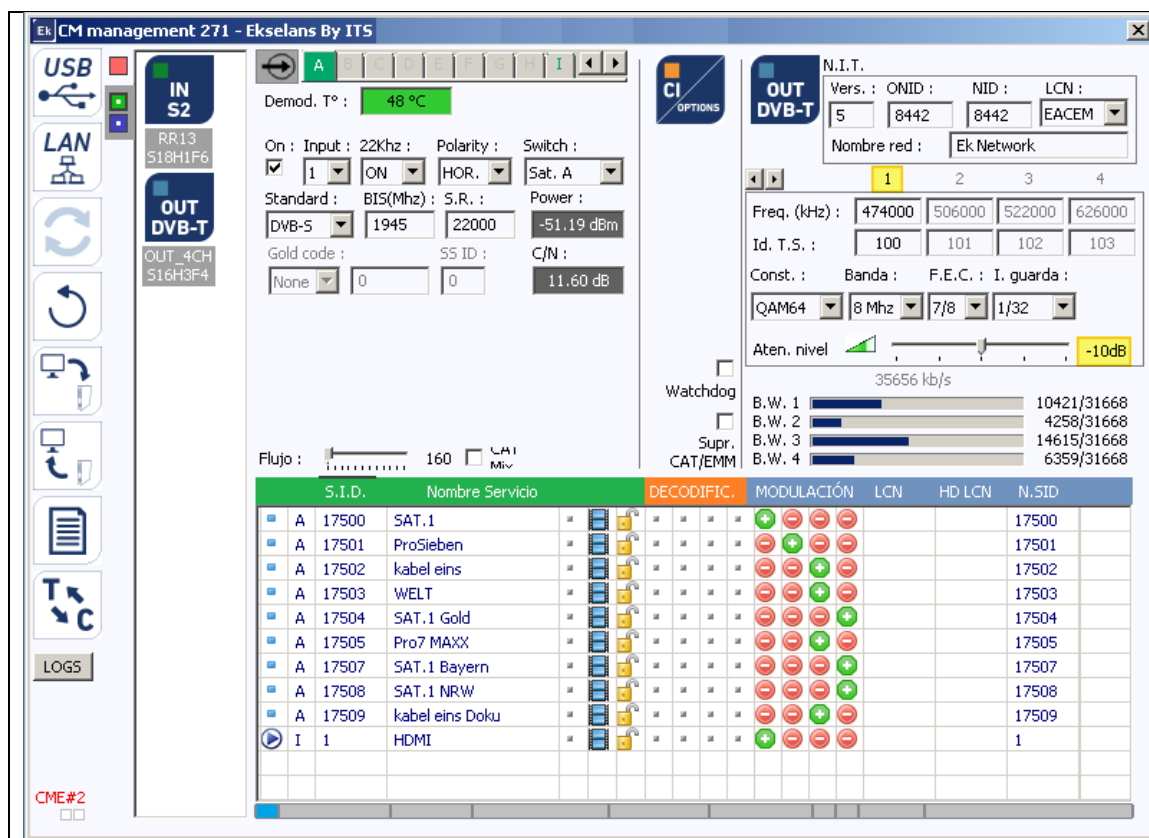 Ek CM management 271 - Ekselans By ITS
USB
LAN
LOGS
CME#2
IN
S2
RR13
S18H1F6
OUT
DVB-T
OUT_4CH
S16H3F4
A B C D E F G H I
Demod. Tº : 48 ºC
On : Input : 22Khz : Polarity : Switch :
1 ON HOR. Sat. A
Standard : BIS(Mhz) : S.R. : Power :
DVB-S 1945 22000 -51.19 dBm
Gold code : SS ID : C/N :
None 0 0 11.60 dB
Flujo : 160 CAT
Mix
CI
OPTIONS
Watchdog
Supr.
CAT/EMM
OUT
DVB-T
N.I.T.
Vers. : ONID : NID : LCN :
5 8442 8442 EACEM
Nombre red : Ek Network
1 2 3 4
Freq. (kHz) : 474000 506000 522000 626000
Id. T.S. : 100 101 102 103
Const. : Banda : F.E.C. : I. guarda :
QAM64 8 Mhz 7/8 1/32
Aten. nivel -10dB
35656 kb/s
B.W. 1 10421/31668
B.W. 2 4258/31668
B.W. 3 14615/31668
B.W. 4 6359/31668
S.I.D. Nombre Servicio DECODIFIC. MODULACIÓN LCN HD LCN N.SID
A 17500 SAT.1 17500
A 17501 ProSieben 17501
A 17502 kabel eins 17502
A 17503 WELT 17503
A 17504 SAT.1 Gold 17504
A 17505 Pro7 MAXX 17505
A 17507 SAT.1 Bayern 17507
A 17508 SAT.1 NRW 17508
A 17509 kabel eins Doku 17509
I 1 HDMI 1
T
C